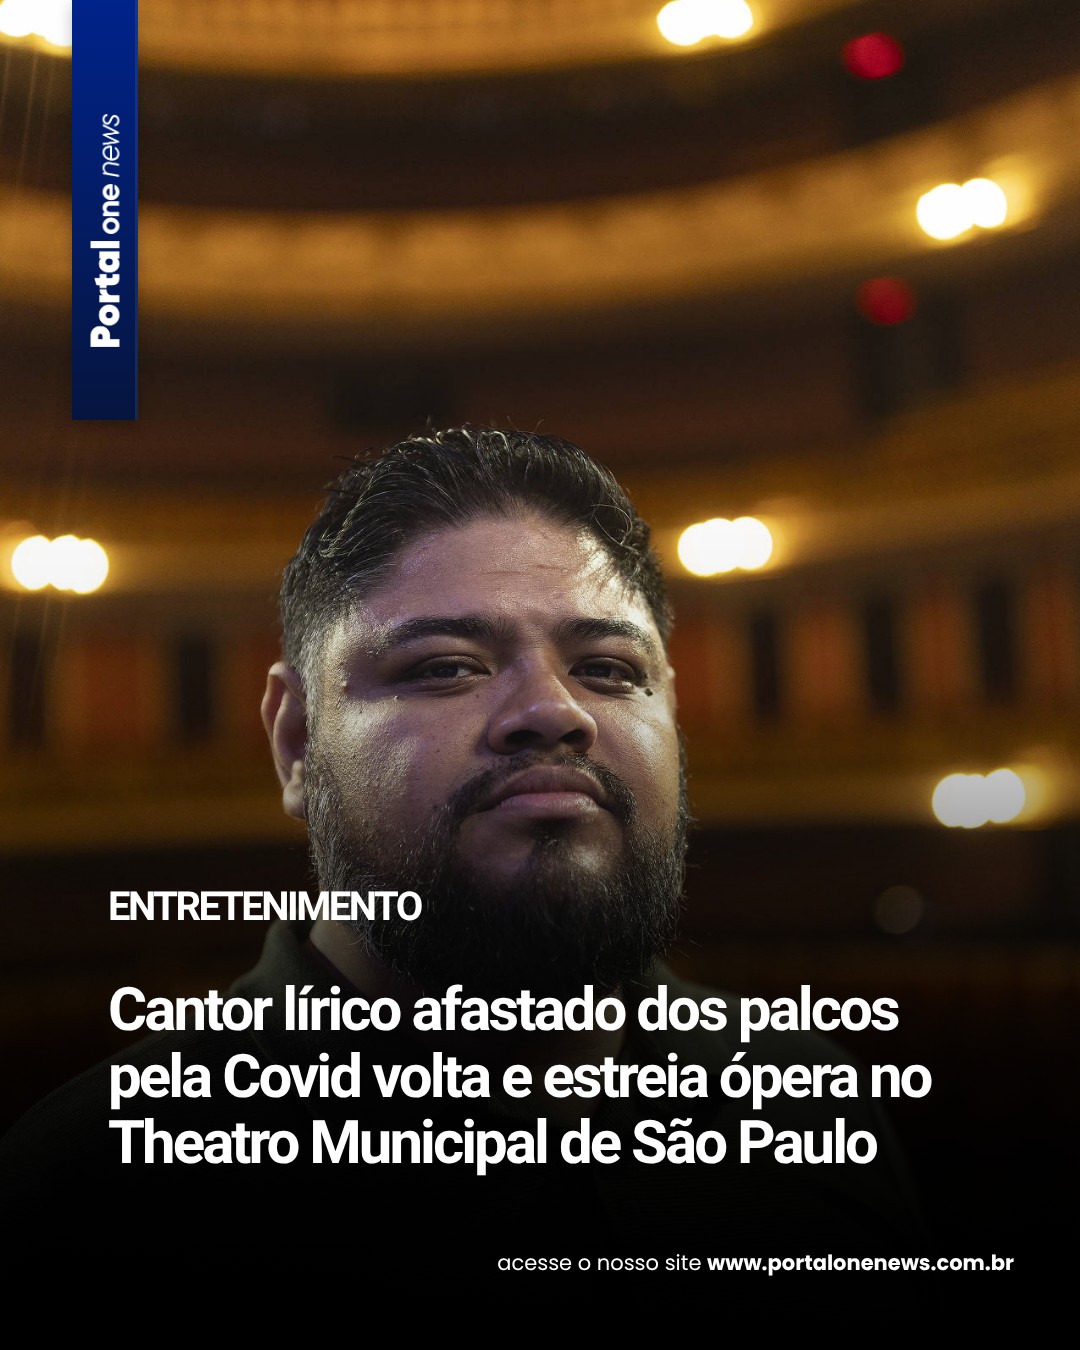 Portal one news
ENTRETENIMENTO
Cantor lírico afastado dos palcos
pela Covid volta e estreia ópera no
Theatro Municipal de São Paulo
acesse o nosso site www.portalonenews.com.br